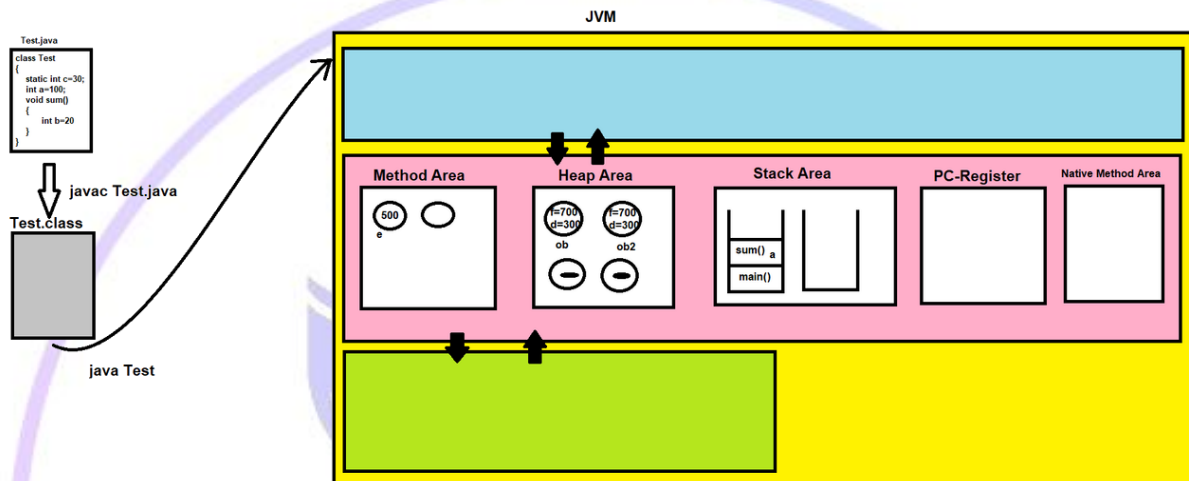 JVM
Test.java
class Test
{
static int c=30;
int a=100;
void sum()
{
int b=20
}
}
javac Test.java
Test.class
java Test
Method Area
500
e
Heap Area
f=700
d=300
ob
f=700
d=300
ob2
Stack Area
sum() a
main()
PC-Register
Native Method Area